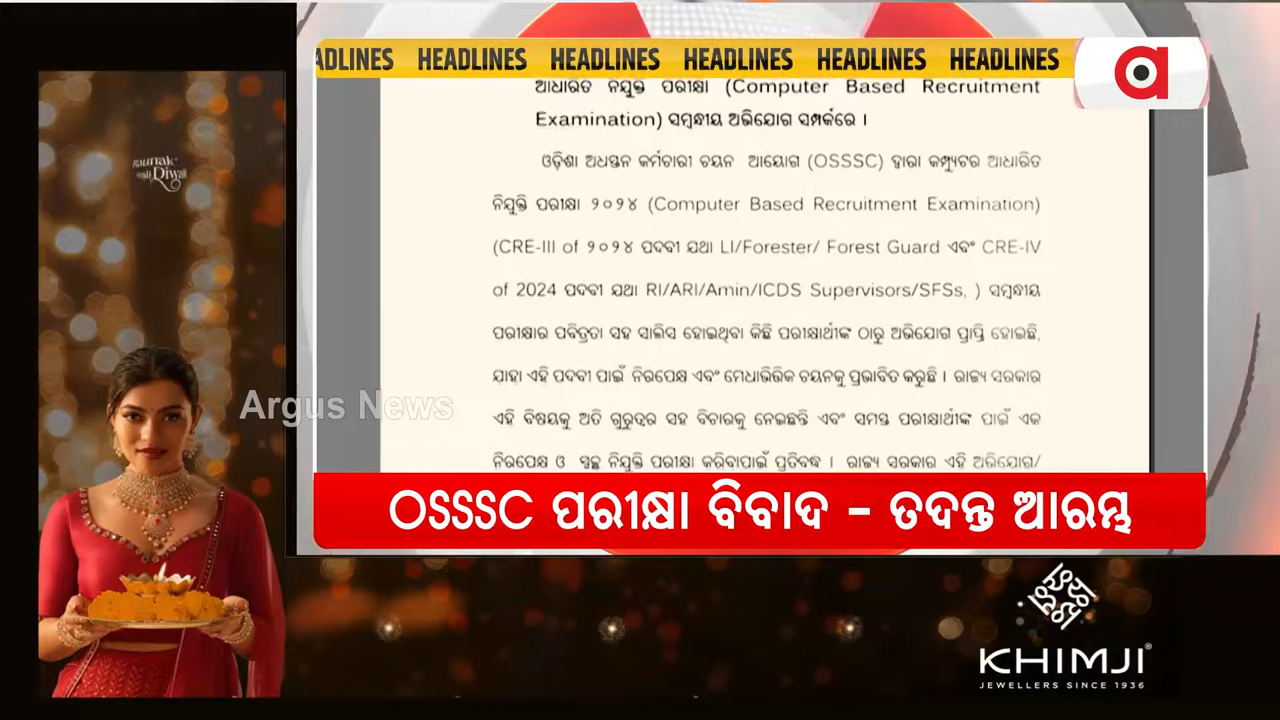 HEADLINES HEADLINES HEADLINES HEADLINES HEADLINES
ଆଧାରିତ ନିଯୁକ୍ତ ପରୀକ୍ଷା (Computer Based Recruitment
Examination) ସମ୍ବନ୍ଧୀୟ ଅଭିଯୋଗ ସମ୍ପର୍କରେ ।
ଓଡ଼ିଶା ଅଧସ୍ତନ କର୍ମଚାରୀ ଚୟନ ଆୟୋଗ (OSSSC) ଦ୍ୱାରା କମ୍ପ୍ୟୁଟର ଆଧାରିତ
ନିଯୁକ୍ତି ପରୀକ୍ଷା ୨୦୨୪ (Computer Based Recruitment Examination)
(CRE-III of ୨୦୨୪ ପଦବୀ ଯଥା LI/Forester/ Forest Guard ଏବଂ CRE-IV
of 2024 ପଦବୀ ଯଥା RI/ARI/Amin/ICDS Supervisors/SFSs, ) ସମ୍ବନ୍ଧୀୟ
ପରୀକ୍ଷାର ପବିତ୍ରତା ସହ ସାଲିସ ହୋଇଥିବା କିଛି ପରୀକ୍ଷାର୍ଥୀଙ୍କ ଠାରୁ ଅଭିଯୋଗ ପ୍ରାପ୍ତି ହୋଇଛି,
ଯାହା ଏହି ପଦବୀ ପାଇଁ ନିରପେକ୍ଷ ଏବଂ ମେଧାଭିତ୍ତିକ ଚୟନକୁ ପ୍ରଭାବିତ କରୁଛି । ରାଜ୍ୟ ସରକାର
ଏହି ବିଷୟକୁ ଅତି ଗୁରୁତ୍ୱର ସହ ବିଚାରକୁ ନେଇଛନ୍ତି ଏବଂ ସମସ୍ତ ପରୀକ୍ଷାର୍ଥୀଙ୍କ ପାଇଁ ଏକ
ନିରପେକ୍ଷ ଓ ସ୍ୱଚ୍ଛ ନିଯୁକ୍ତି ପରୀକ୍ଷା କରିବାପାଇଁ ପ୍ରତିବଦ୍ଧ । ରାଜ୍ୟ ସରକାର ଏହି ଅଭିଯୋଗ/
Argus News
OSSSC ପରୀକ୍ଷା ବିବାଦ – ତଦନ୍ତ ଆରମ୍ଭ
Diwali
KHIMJI®
JEWELLERS SINCE 1936